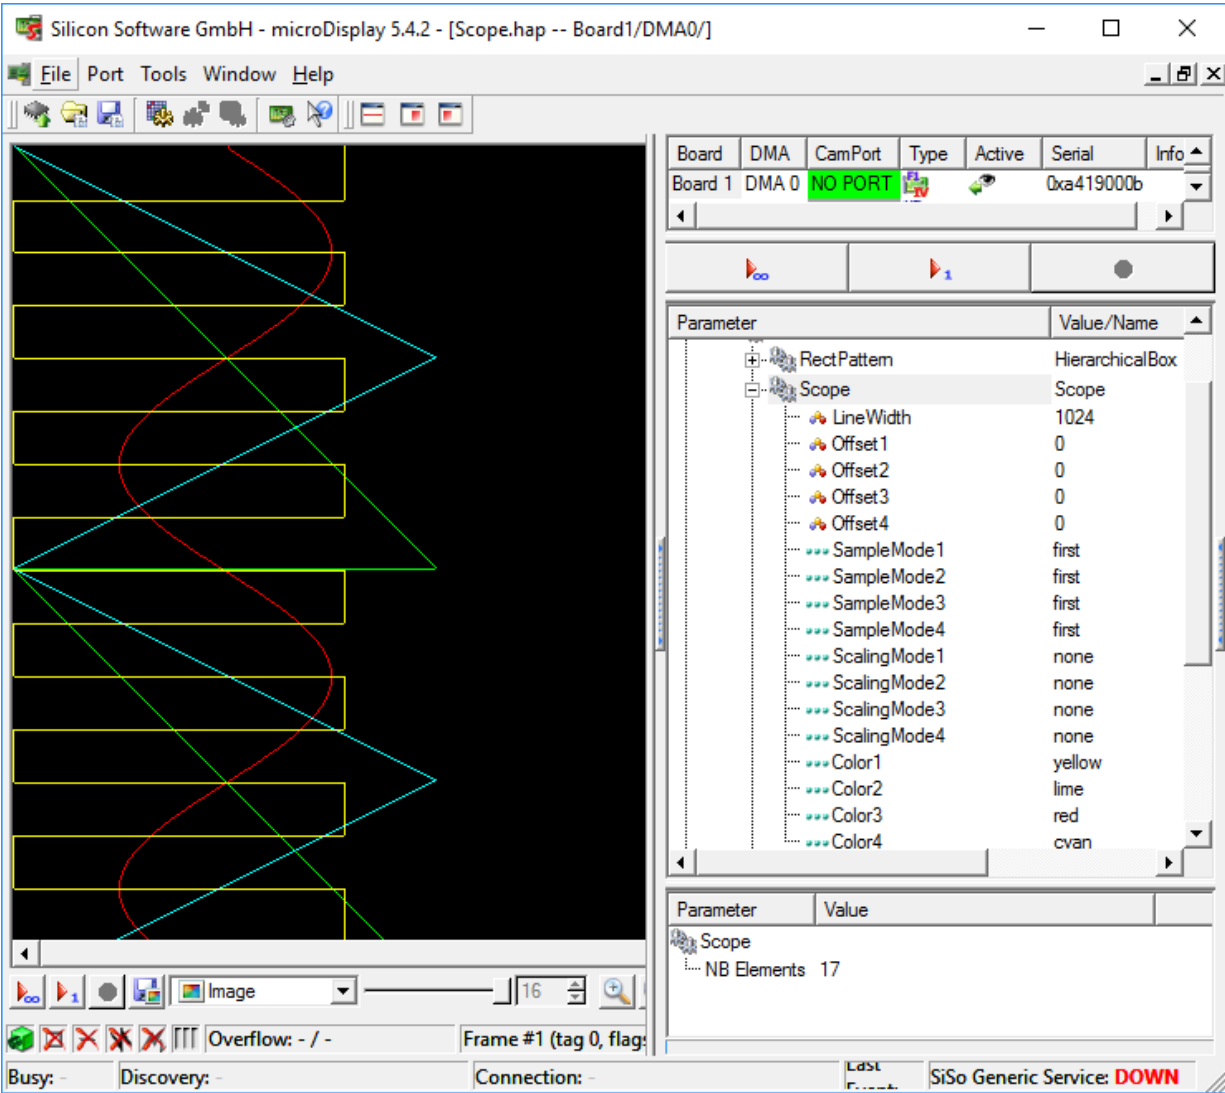 Silicon Software GmbH - microDisplay 5.4.2 - [Scope.hap -- Board1/DMA0/]
File Port Tools Window Help
Board DMA CamPort Type Active Serial Info
Board 1 DMA 0 NO PORT 0xa419000b
∞ 1
Parameter Value/Name
RectPattern HierarchicalBox
Scope Scope
LineWidth 1024
Offset1 0
Offset2 0
Offset3 0
Offset4 0
SampleMode1 first
SampleMode2 first
SampleMode3 first
SampleMode4 first
ScalingMode1 none
ScalingMode2 none
ScalingMode3 none
ScalingMode4 none
Color1 yellow
Color2 lime
Color3 red
Color4 cyan
Parameter Value
Scope
NB Elements 17
∞ 1 Image 16
Overflow: - / - Frame #1 (tag 0, flags
Busy: - Discovery: - Connection: - Last SiSo Generic Service: DOWN